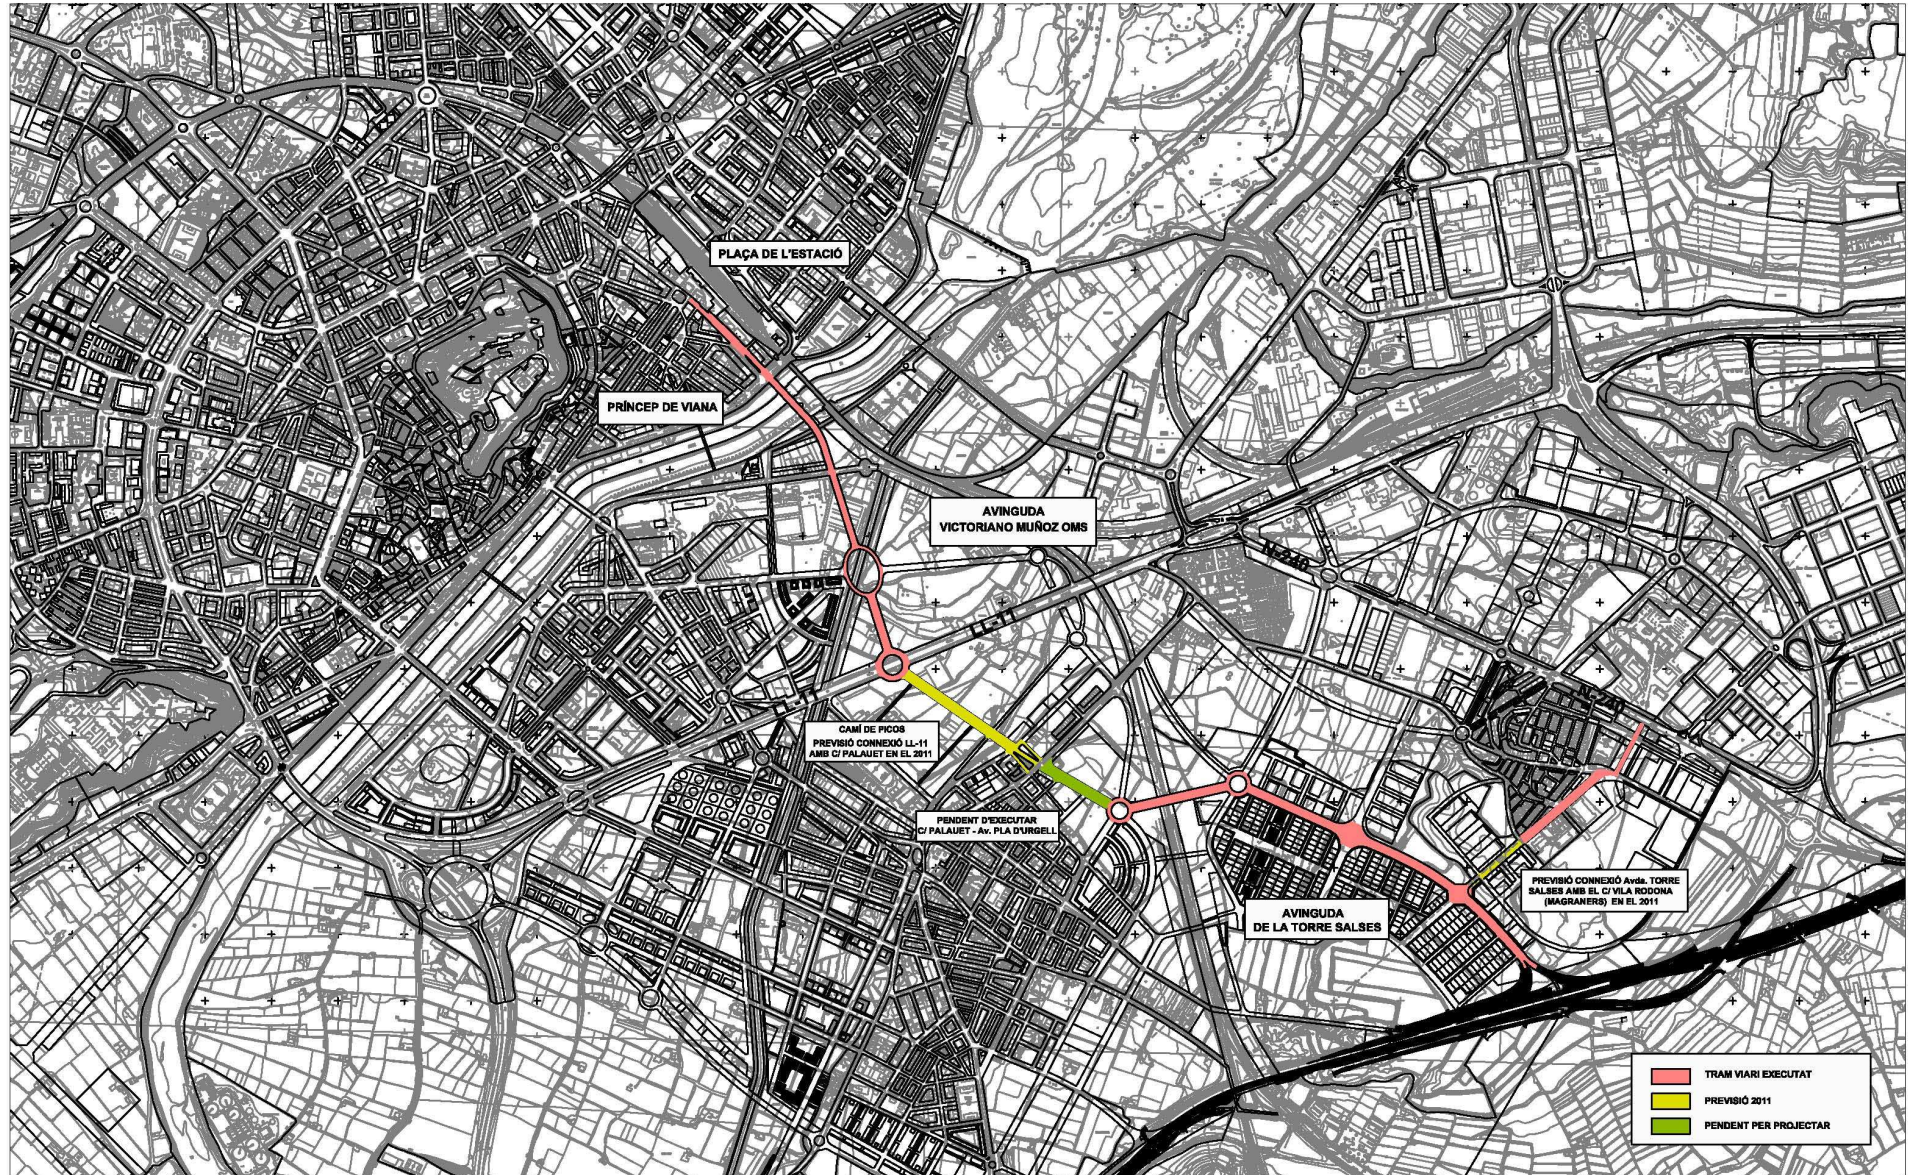 PLAÇA DE L'ESTACIÓ
PRÍNCEP DE VIANA
AVINGUDA
VICTORIANO MUÑOZ OMS
N-240
LL-11
N-240
CAMÍ DE PICOS
PREVISIÓ CONNEXIÓ LL-11
AMB C/ PALAUET EN EL 2011
PENDENT D'EXECUTAR
C/ PALAUET - Av. PLA D'URGELL
PREVISIÓ CONNEXIÓ Avda. TORRE
SALSES AMB EL C/ VILA RODONA
(MAGRANERS) EN EL 2011
AVINGUDA
DE LA TORRE SALSES
TRAM VIARI EXECUTAT
PREVISIÓ 2011
PENDENT PER PROJECTAR